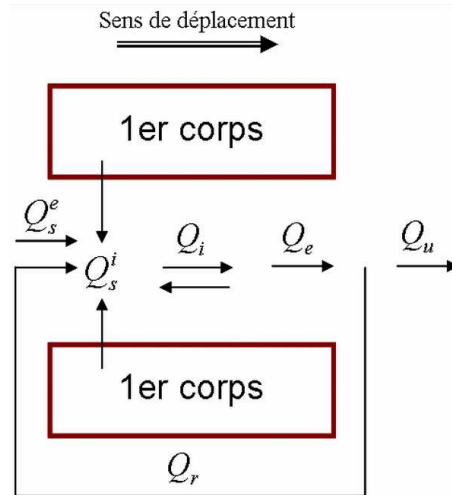 Sens de déplacement
1er corps
Q_s^e
Q_s^i
Q_i
Q_e
Q_u
1er corps
Q_r